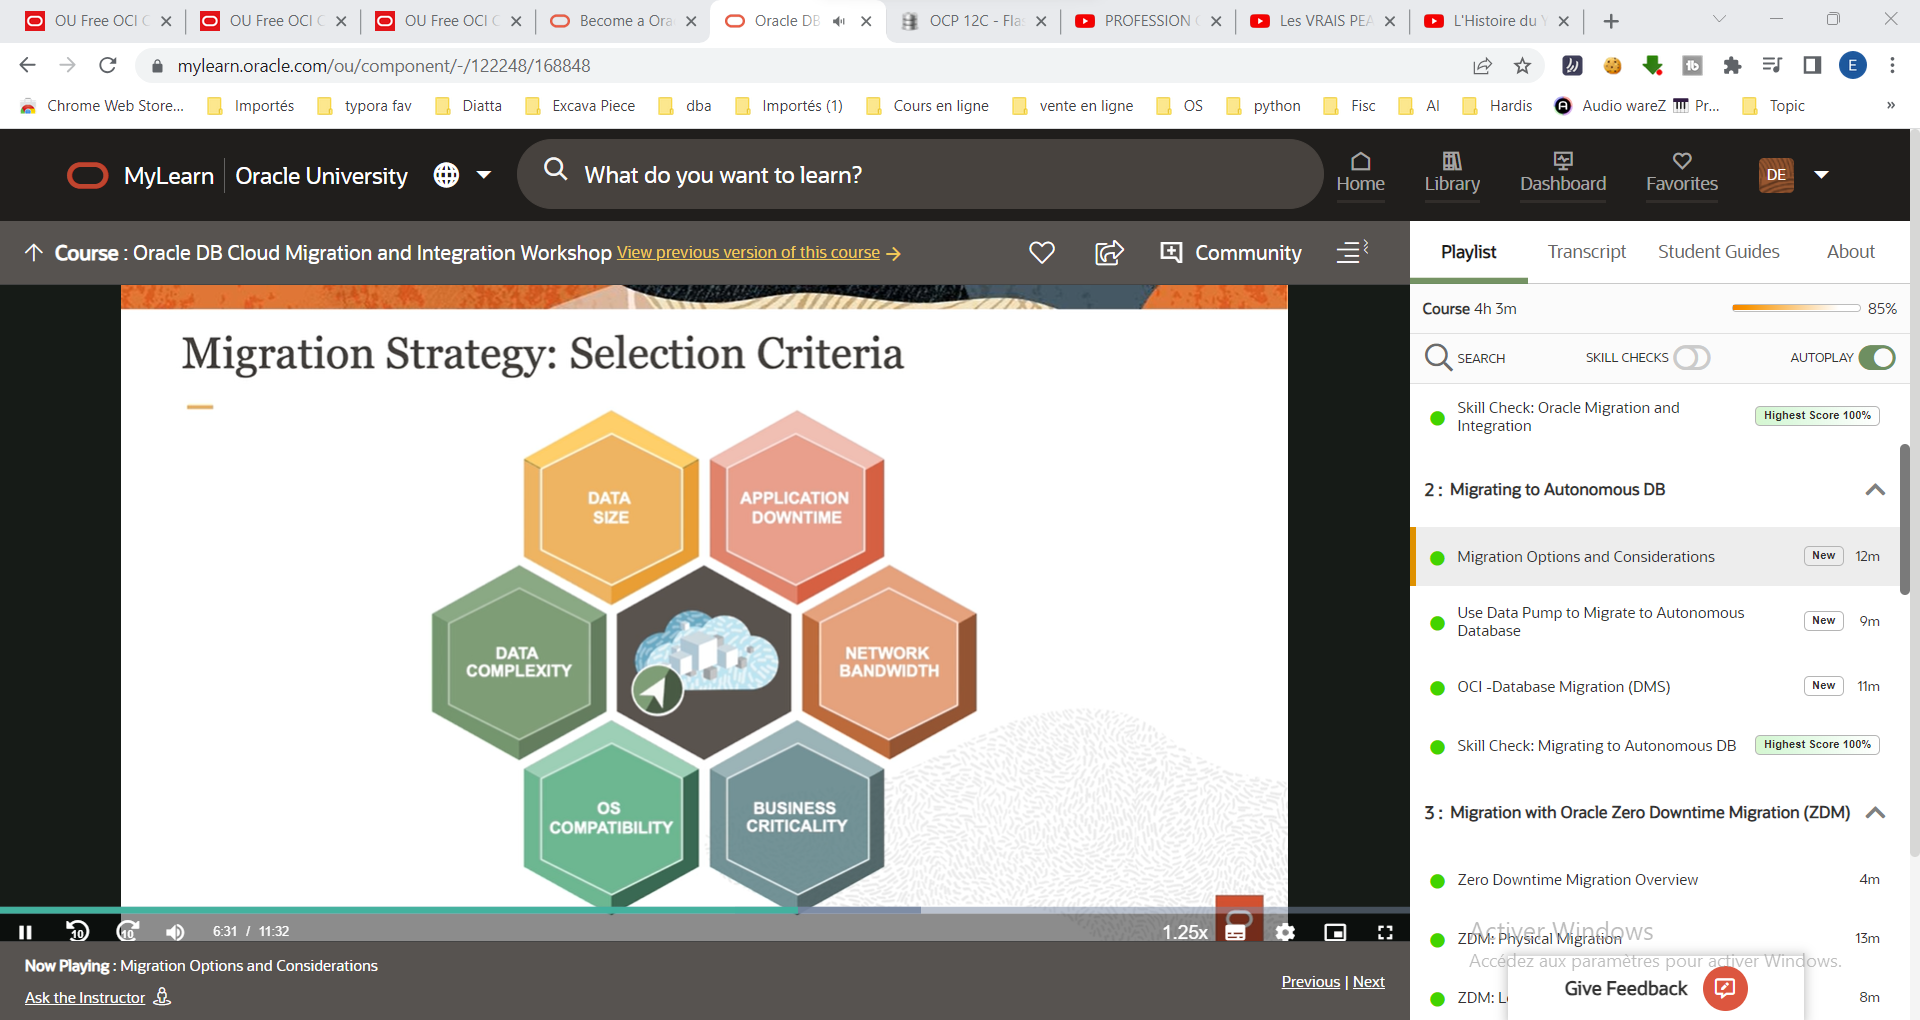 OU Free OCI C
OU Free OCI C
OU Free OCI C
Become a Ora
Oracle DB
OCP 12C - Fla
PROFESSION
Les VRAIS PEA
L'Histoire du
mylearn.oracle.com/ou/component/-/122248/168848
E
Chrome Web Store...
Importés
typora fav
Diatta
Excava Piece
dba
Importés (1)
Cours en ligne
vente en ligne
OS
python
Fisc
AI
Hardis
Audio wareZ
Pr...
Topic
»
MyLearn
Oracle University
What do you want to learn?
Home
Library
Dashboard
Favorites
DE
Course : Oracle DB Cloud Migration and Integration Workshop View previous version of this course →
Community
Playlist
Transcript
Student Guides
About
Course 4h 3m
85%
SEARCH
SKILL CHECKS
AUTOPLAY
Migration Strategy: Selection Criteria
DATA
SIZE
APPLICATION
DOWNTIME
DATA
COMPLEXITY
NETWORK
BANDWIDTH
OS
COMPATIBILITY
BUSINESS
CRITICALITY
Skill Check: Oracle Migration and
Integration
Highest Score 100%
2 : Migrating to Autonomous DB
Migration Options and Considerations
New
12m
Use Data Pump to Migrate to Autonomous
Database
New
9m
OCI -Database Migration (DMS)
New
11m
Skill Check: Migrating to Autonomous DB
Highest Score 100%
3 : Migration with Oracle Zero Downtime Migration (ZDM)
Zero Downtime Migration Overview
4m
ZDM: Physical Migration
13m
Activer Windows
Accédez aux paramètres pour activer Windows.
ZDM: L
8m
Give Feedback
10
10
6:31 / 11:32
1.25x
Now Playing : Migration Options and Considerations
Ask the Instructor
Previous | Next